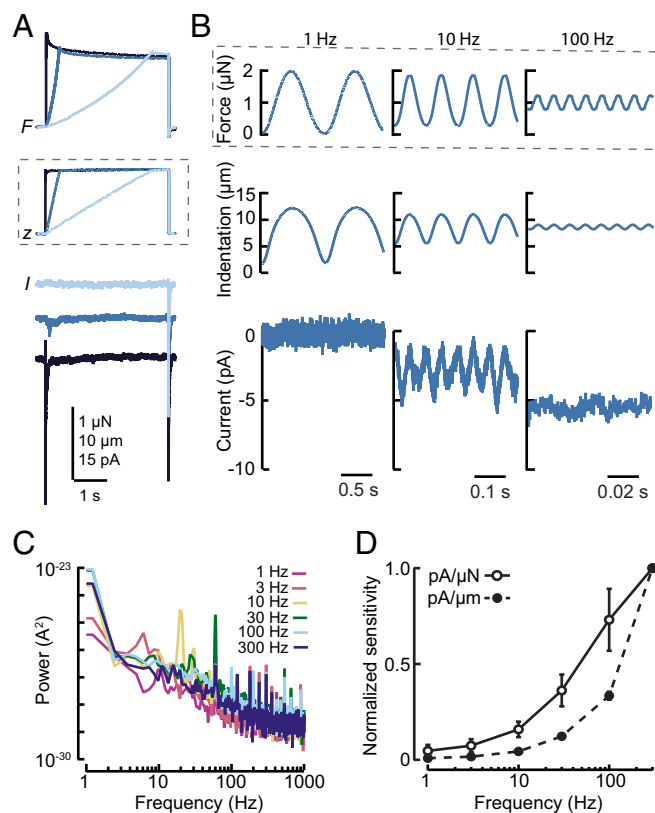 A
F
z
I
1 µN
10 µm
15 pA
1 s
B
1 Hz 10 Hz 100 Hz
Force (µN)
2
1
0
Indentation (µm)
15
10
5
0
Current (pA)
0
-5
-10
0.5 s 0.1 s 0.02 s
C
Power (A²)
10⁻²³
10⁻³⁰
1 Hz
3 Hz
10 Hz
30 Hz
100 Hz
300 Hz
1 10 100 1000
Frequency (Hz)
D
Normalized sensitivity
pA/µN
pA/µm
1.0
0.5
0
1 10 100
Frequency (Hz)